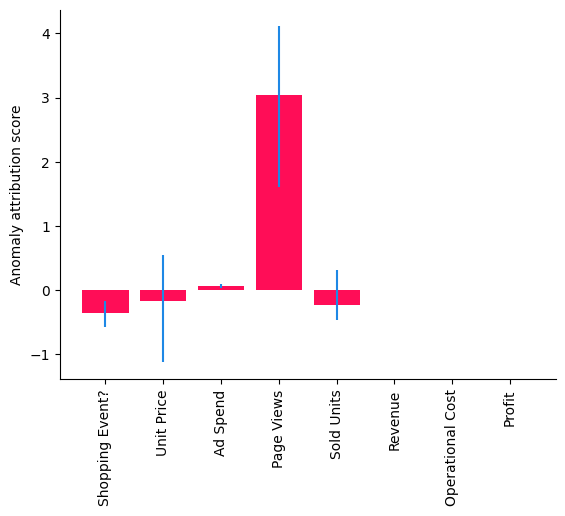 Anomaly attribution score
4
3
2
1
0
−1
Shopping Event?
Unit Price
Ad Spend
Page Views
Sold Units
Revenue
Operational Cost
Profit